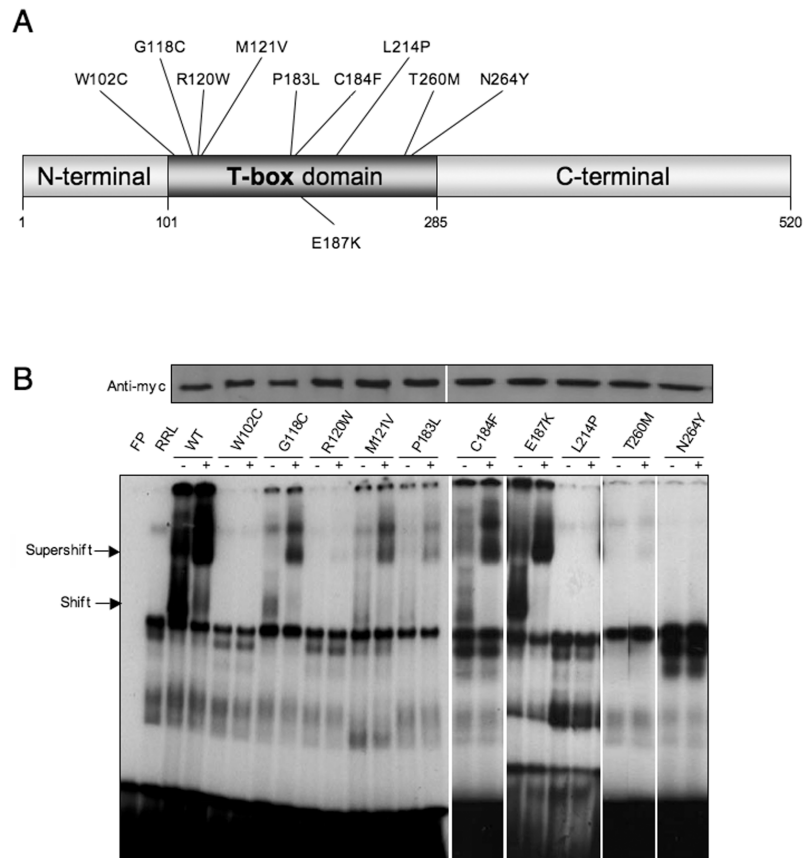 A
G118C M121V L214P
W102C R120W P183L C184F T260M N264Y
N-terminal T-box domain C-terminal
1 101 285 520
E187K
B
Anti-myc
FP RRL WT W102C G118C R120W M121V P183L C184F E187K L214P T260M N264Y
- + - + - + - + - + - + - + - + - + - + - +
Supershift
Shift